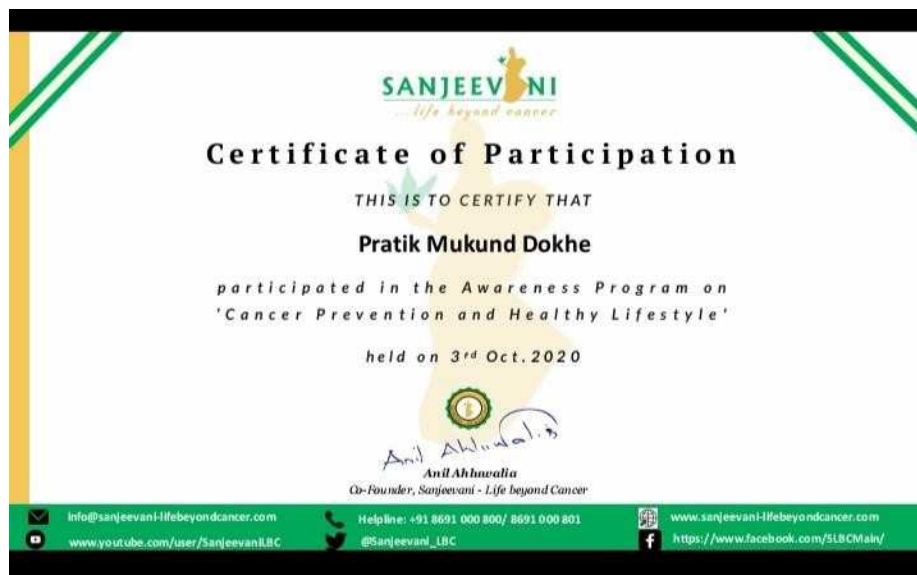 SANJEEVANI
...life beyond cancer
Certificate of Participation
THIS IS TO CERTIFY THAT
Pratik Mukund Dokhe
participated in the Awareness Program on
'Cancer Prevention and Healthy Lifestyle'
held on 3rd Oct.2020
Anil Ahluwalia
Anil Ahluwalia
Co-Founder, Sanjeevani - Life beyond Cancer
info@sanjeevani-lifebeyondcancer.com
Helpline: +91 8691 000 800/ 8691 000 801
www.sanjeevani-lifebeyondcancer.com
www.youtube.com/user/SanjeevaniLBC
@Sanjeevani_LBC
https://www.facebook.com/SLBCMain/